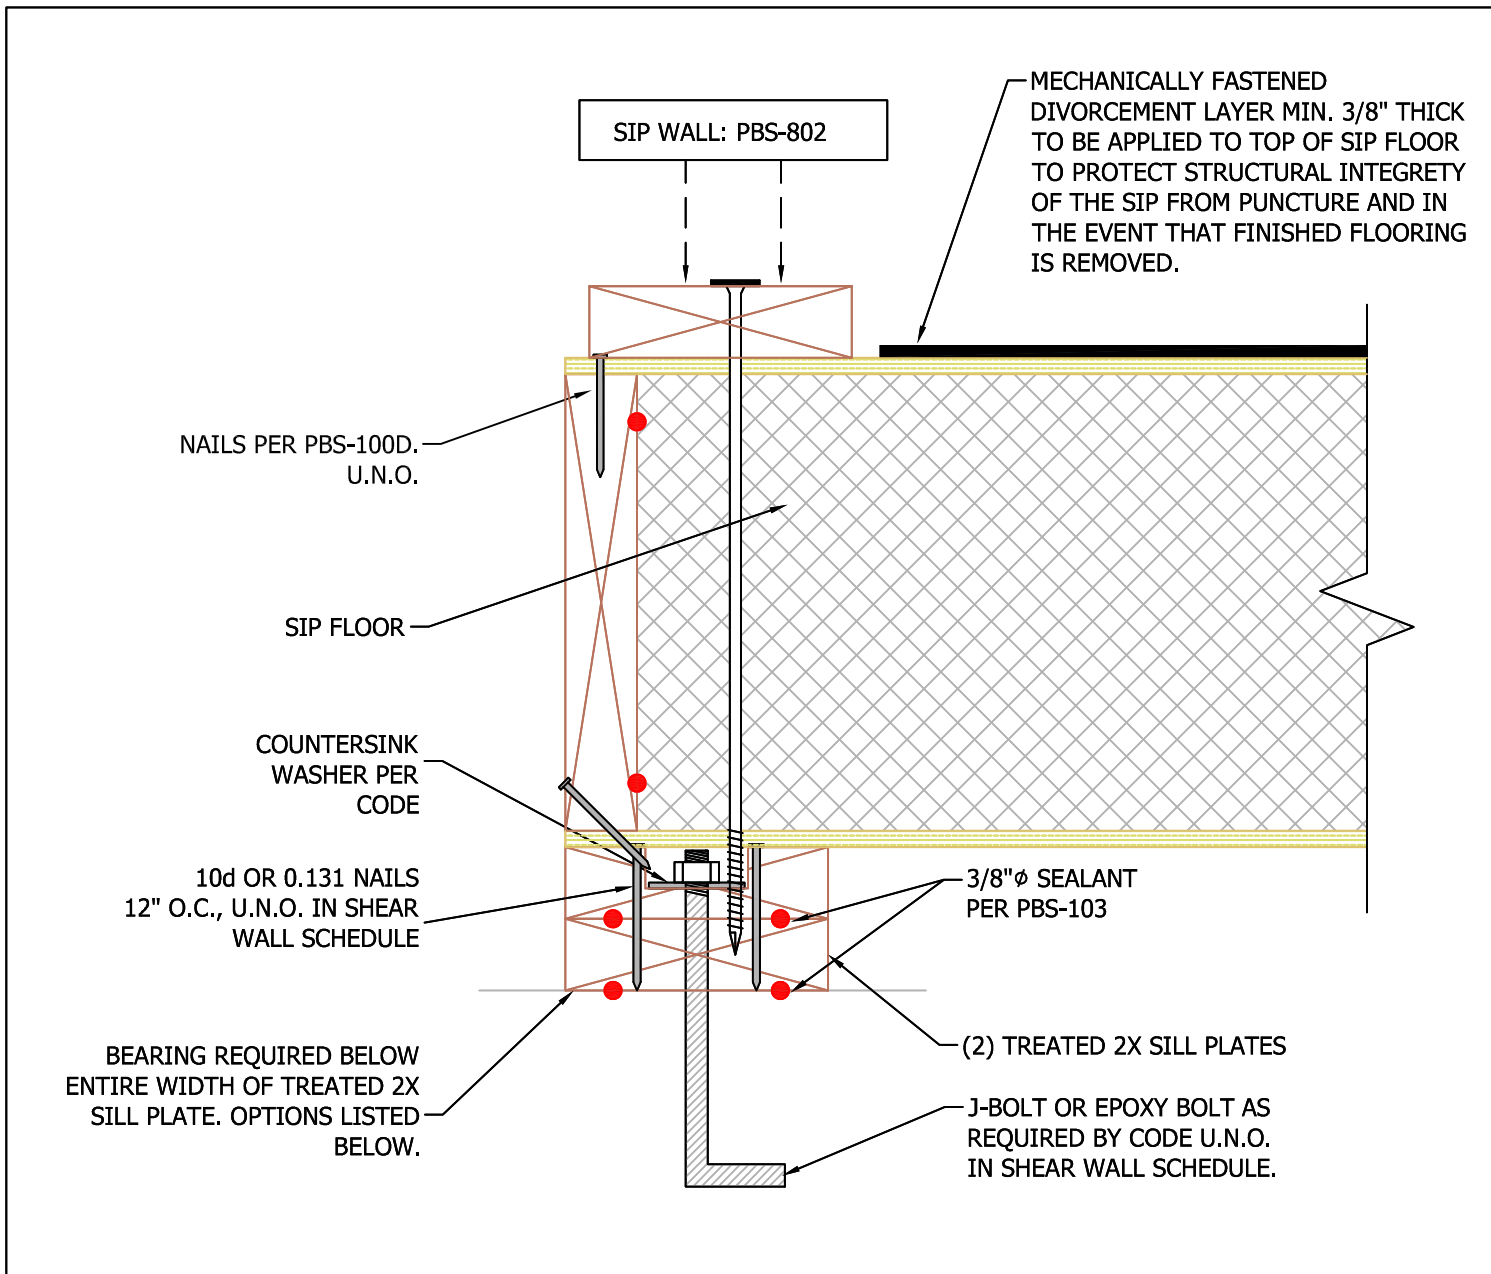 SIP WALL: PBS-802
MECHANICALLY FASTENED
DIVORCEMENT LAYER MIN. 3/8" THICK
TO BE APPLIED TO TOP OF SIP FLOOR
TO PROTECT STRUCTURAL INTEGRETY
OF THE SIP FROM PUNCTURE AND IN
THE EVENT THAT FINISHED FLOORING
IS REMOVED.
NAILS PER PBS-100D.
U.N.O.
SIP FLOOR
COUNTERSINK
WASHER PER
CODE
10d OR 0.131 NAILS
12" O.C., U.N.O. IN SHEAR
WALL SCHEDULE
3/8"ϕ SEALANT
PER PBS-103
BEARING REQUIRED BELOW
ENTIRE WIDTH OF TREATED 2X
SILL PLATE. OPTIONS LISTED
BELOW.
(2) TREATED 2X SILL PLATES
J-BOLT OR EPOXY BOLT AS
REQUIRED BY CODE U.N.O.
IN SHEAR WALL SCHEDULE.